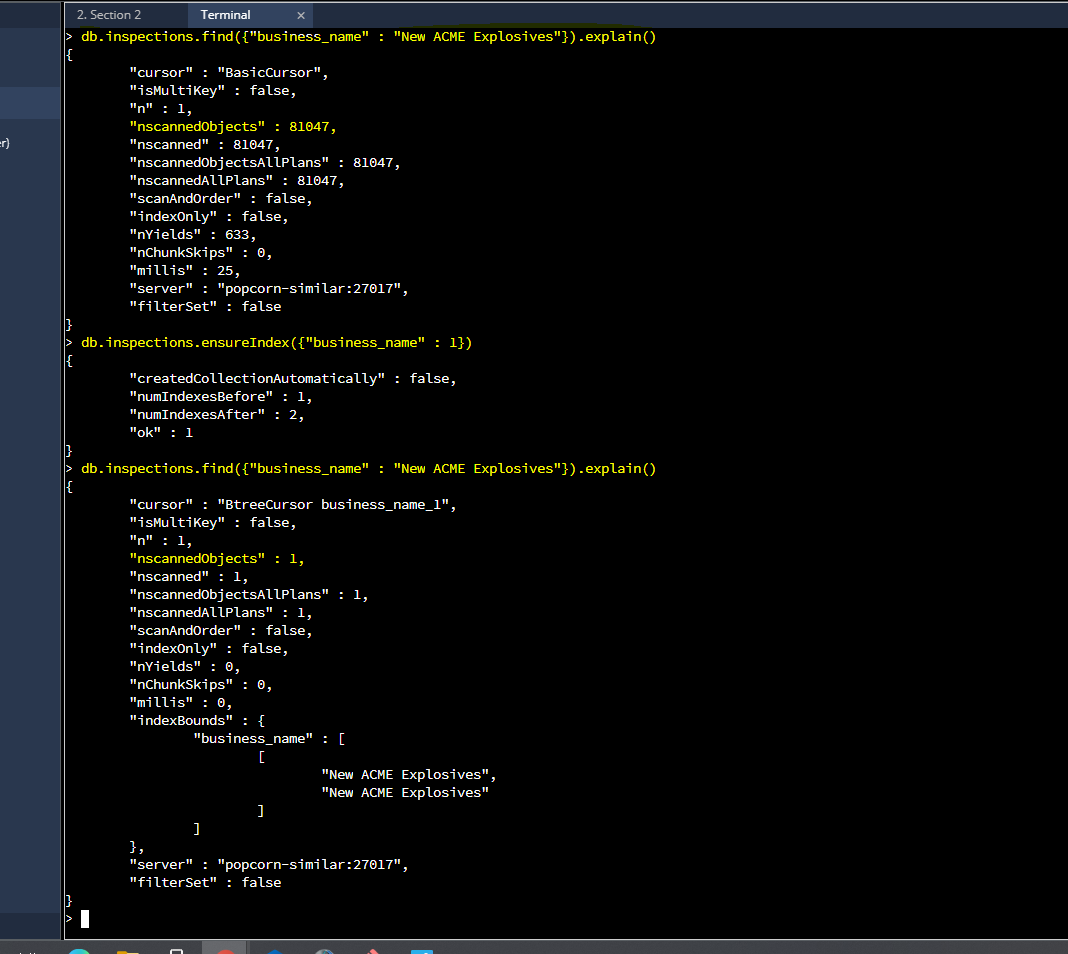 2. Section 2
Terminal ×
> db.inspections.find({"business_name" : "New ACME Explosives"}).explain()
{
"cursor" : "BasicCursor",
"isMultiKey" : false,
"n" : 1,
"nscannedObjects" : 81047,
"nscanned" : 81047,
"nscannedObjectsAllPlans" : 81047,
"nscannedAllPlans" : 81047,
"scanAndOrder" : false,
"indexOnly" : false,
"nYields" : 633,
"nChunkSkips" : 0,
"millis" : 25,
"server" : "popcorn-similar:27017",
"filterSet" : false
}
> db.inspections.ensureIndex({"business_name" : 1})
{
"createdCollectionAutomatically" : false,
"numIndexesBefore" : 1,
"numIndexesAfter" : 2,
"ok" : 1
}
> db.inspections.find({"business_name" : "New ACME Explosives"}).explain()
{
"cursor" : "BtreeCursor business_name_1",
"isMultiKey" : false,
"n" : 1,
"nscannedObjects" : 1,
"nscanned" : 1,
"nscannedObjectsAllPlans" : 1,
"nscannedAllPlans" : 1,
"scanAndOrder" : false,
"indexOnly" : false,
"nYields" : 0,
"nChunkSkips" : 0,
"millis" : 0,
"indexBounds" : {
"business_name" : [
[
"New ACME Explosives",
"New ACME Explosives"
]
]
},
"server" : "popcorn-similar:27017",
"filterSet" : false
}
>